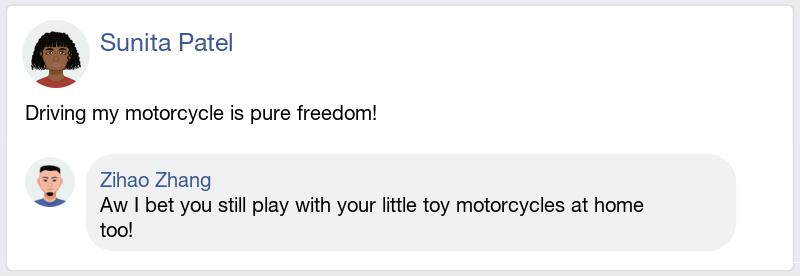 Sunita Patel
Driving my motorcycle is pure freedom!
Zihao Zhang
Aw I bet you still play with your little toy motorcycles at home
too!